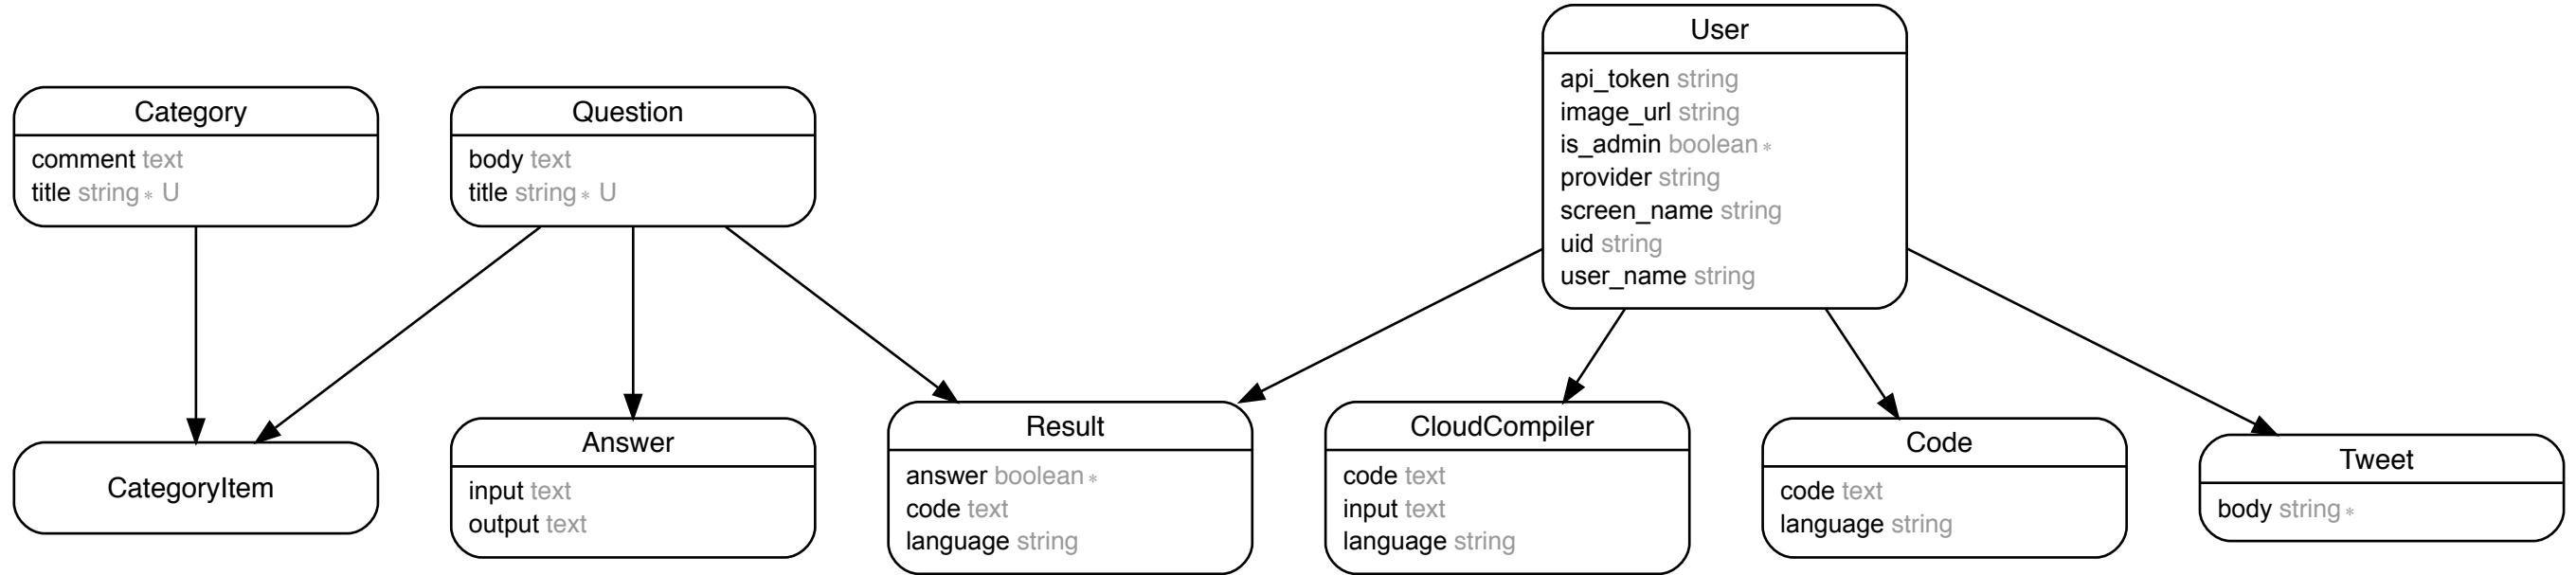 User
api_token string
image_url string
is_admin boolean *
provider string
screen_name string
uid string
user_name string
Category
comment text
title string * U
Question
body text
title string * U
CategoryItem
Answer
input text
output text
Result
answer boolean *
code text
language string
CloudCompiler
code text
input text
language string
Code
code text
language string
Tweet
body string *